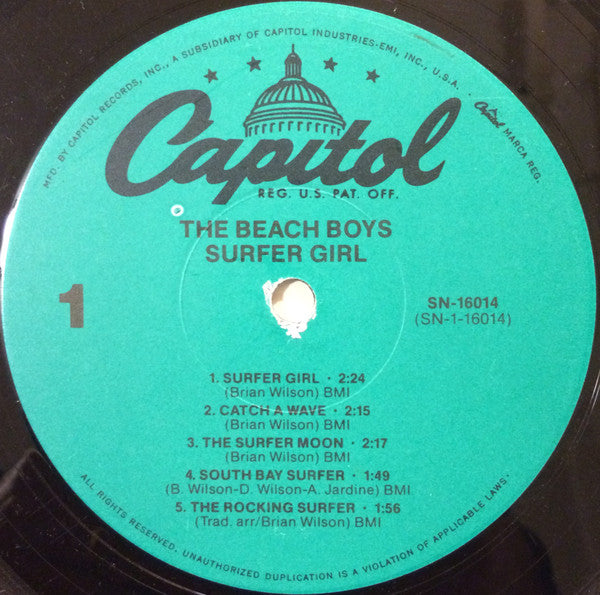 MFD. BY CAPITOL RECORDS, INC., A SUBSIDIARY OF CAPITOL INDUSTRIES-EMI, INC., U.S.A. • Capitol MARCA REG.
Capitol
REG. U.S. PAT. OFF.
THE BEACH BOYS
SURFER GIRL
1
SN-16014
(SN-1-16014)
1. SURFER GIRL · 2:24
(Brian Wilson) BMI
2. CATCH A WAVE · 2:15
(Brian Wilson) BMI
3. THE SURFER MOON · 2:17
(Brian Wilson) BMI
4. SOUTH BAY SURFER · 1:49
(B. Wilson-D. Wilson-A. Jardine) BMI
5. THE ROCKING SURFER · 1:56
(Trad. arr/Brian Wilson) BMI
ALL RIGHTS RESERVED. UNAUTHORIZED DUPLICATION IS A VIOLATION OF APPLICABLE LAWS.